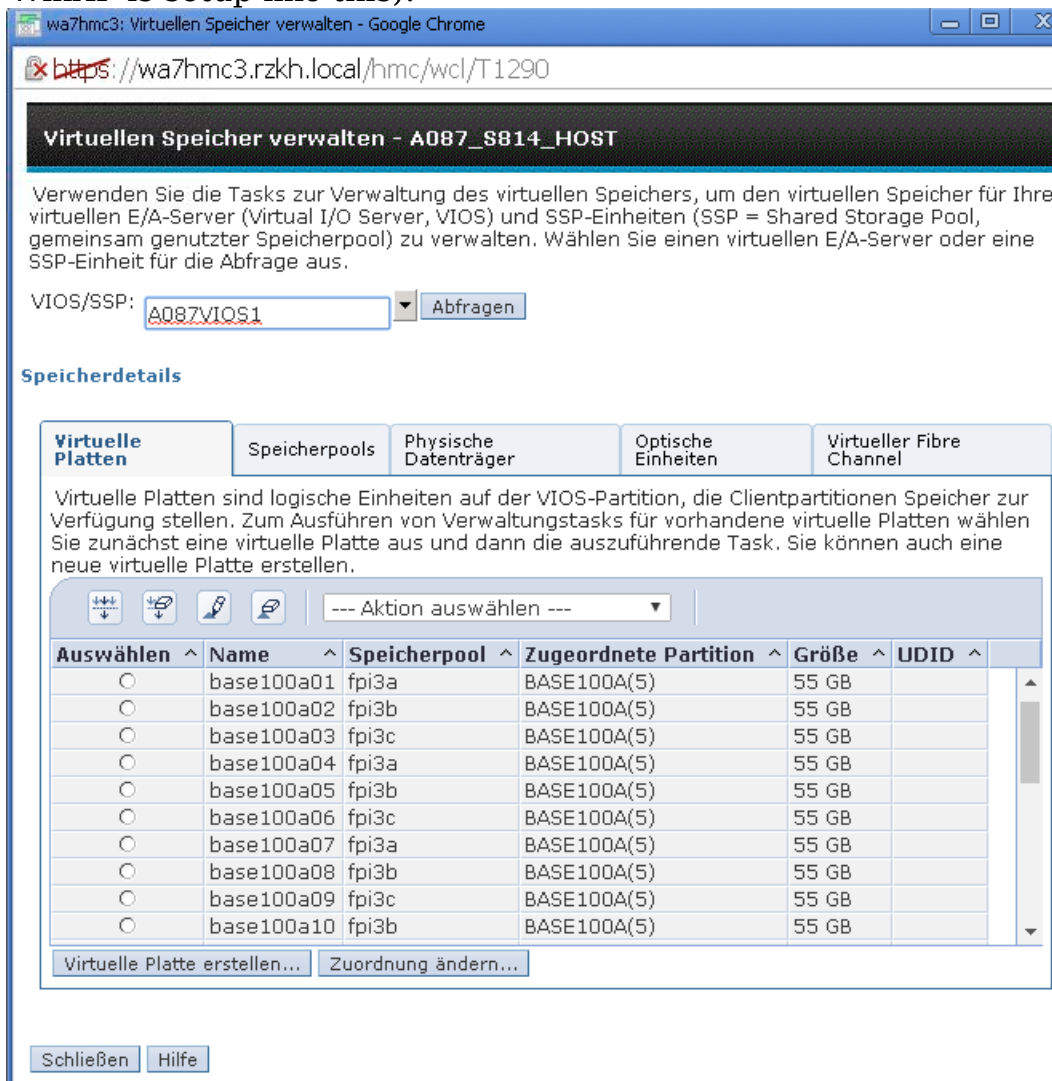 wa7hmc3: Virtuellen Speicher verwalten - Google Chrome
https://wa7hmc3.rzkh.local/hmc/wcl/T1290
Virtuellen Speicher verwalten - A087_S814_HOST
Verwenden Sie die Tasks zur Verwaltung des virtuellen Speichers, um den virtuellen Speicher für Ihre
virtuellen E/A-Server (Virtual I/O Server, VIOS) und SSP-Einheiten (SSP = Shared Storage Pool,
gemeinsam genutzter Speicherpool) zu verwalten. Wählen Sie einen virtuellen E/A-Server oder eine
SSP-Einheit für die Abfrage aus.
VIOS/SSP: A087VIOS1 Abfragen
Speicherdetails
Virtuelle Platten Speicherpools Physische Datenträger Optische Einheiten Virtueller Fibre Channel
Virtuelle Platten sind logische Einheiten auf der VIOS-Partition, die Clientpartitionen Speicher zur
Verfügung stellen. Zum Ausführen von Verwaltungstasks für vorhandene virtuelle Platten wählen
Sie zunächst eine virtuelle Platte aus und dann die auszuführende Task. Sie können auch eine
neue virtuelle Platte erstellen.
--- Aktion auswählen ---
Auswählen ^ Name ^ Speicherpool ^ Zugeordnete Partition ^ Größe ^ UDID ^
base100a01 fpi3a BASE100A(5) 55 GB
base100a02 fpi3b BASE100A(5) 55 GB
base100a03 fpi3c BASE100A(5) 55 GB
base100a04 fpi3a BASE100A(5) 55 GB
base100a05 fpi3b BASE100A(5) 55 GB
base100a06 fpi3c BASE100A(5) 55 GB
base100a07 fpi3a BASE100A(5) 55 GB
base100a08 fpi3b BASE100A(5) 55 GB
base100a09 fpi3c BASE100A(5) 55 GB
base100a10 fpi3b BASE100A(5) 55 GB
Virtuelle Platte erstellen... Zuordnung ändern...
Schließen Hilfe